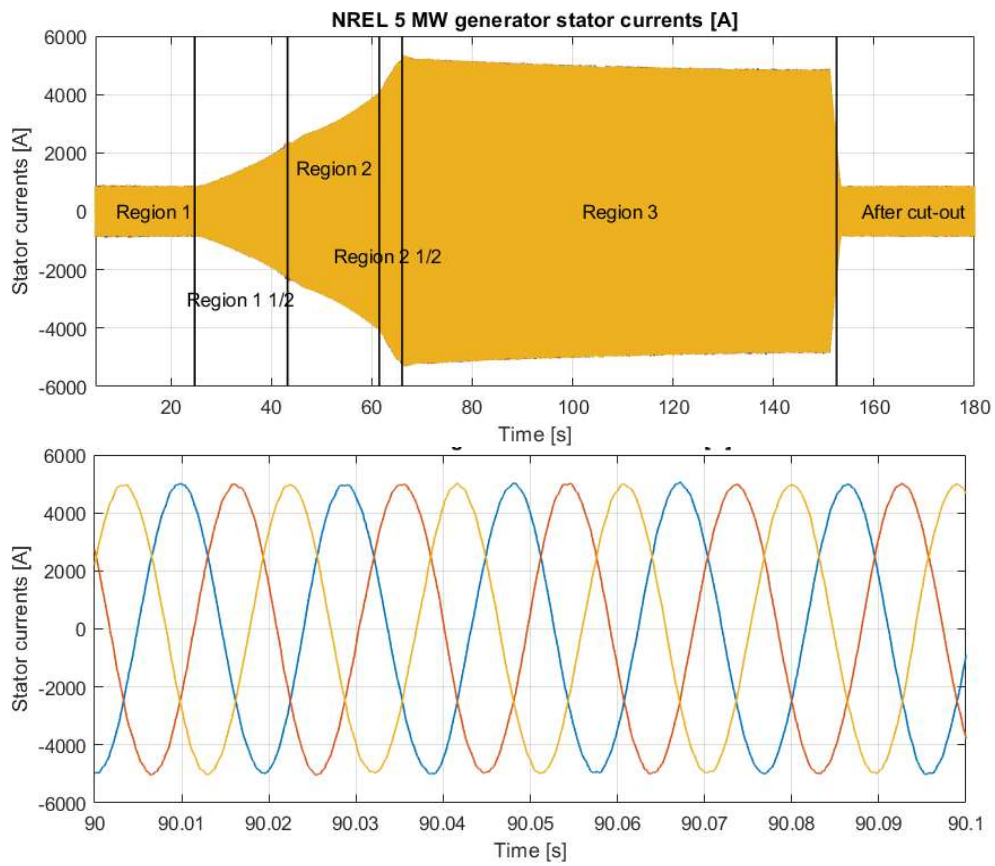 NREL 5 MW generator stator currents [A]
6000
4000
2000
0
-2000
-4000
-6000
Stator currents [A]
Region 1
Region 1 1/2
Region 2
Region 2 1/2
Region 3
After cut-out
20 40 60 80 100 120 140 160 180
Time [s]
6000
4000
2000
0
-2000
-4000
-6000
Stator currents [A]
90 90.01 90.02 90.03 90.04 90.05 90.06 90.07 90.08 90.09 90.1
Time [s]